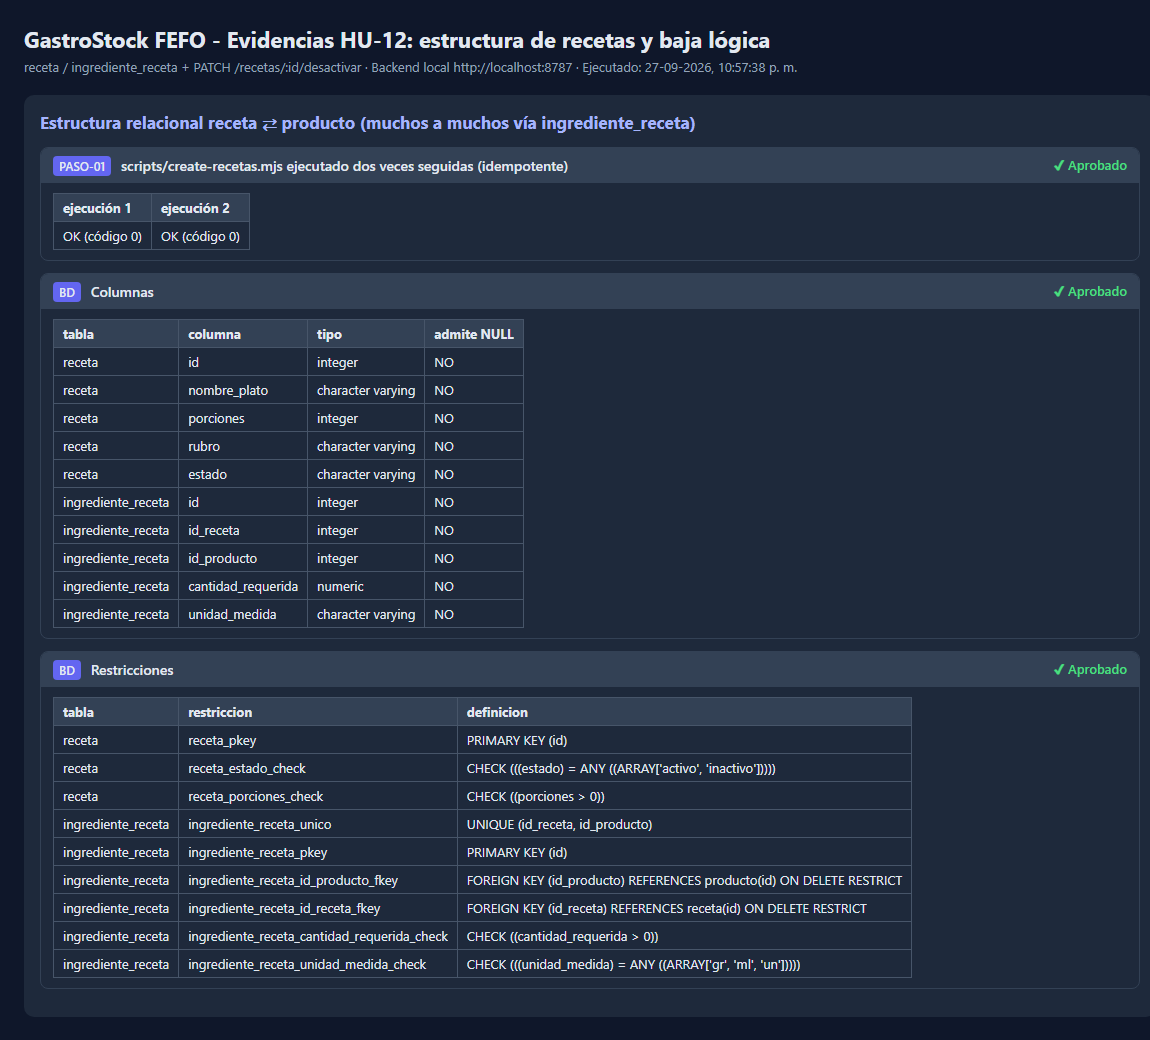 GastroStock FEFO - Evidencias HU-12: estructura de recetas y baja lógica
receta / ingrediente_receta + PATCH /recetas/:id/desactivar · Backend local http://localhost:8787 · Ejecutado: 27-09-2026, 10:57:38 p. m.
Estructura relacional receta ⇄ producto (muchos a muchos vía ingrediente_receta)
PASO-01 scripts/create-recetas.mjs ejecutado dos veces seguidas (idempotente) ✔ Aprobado
ejecución 1 ejecución 2
OK (código 0) OK (código 0)
BD Columnas ✔ Aprobado
tabla columna tipo admite NULL
receta id integer NO
receta nombre_plato character varying NO
receta porciones integer NO
receta rubro character varying NO
receta estado character varying NO
ingrediente_receta id integer NO
ingrediente_receta id_receta integer NO
ingrediente_receta id_producto integer NO
ingrediente_receta cantidad_requerida numeric NO
ingrediente_receta unidad_medida character varying NO
BD Restricciones ✔ Aprobado
tabla restriccion definicion
receta receta_pkey PRIMARY KEY (id)
receta receta_estado_check CHECK (((estado) = ANY ((ARRAY['activo', 'inactivo']))))
receta receta_porciones_check CHECK ((porciones > 0))
ingrediente_receta ingrediente_receta_unico UNIQUE (id_receta, id_producto)
ingrediente_receta ingrediente_receta_pkey PRIMARY KEY (id)
ingrediente_receta ingrediente_receta_id_producto_fkey FOREIGN KEY (id_producto) REFERENCES producto(id) ON DELETE RESTRICT
ingrediente_receta ingrediente_receta_id_receta_fkey FOREIGN KEY (id_receta) REFERENCES receta(id) ON DELETE RESTRICT
ingrediente_receta ingrediente_receta_cantidad_requerida_check CHECK ((cantidad_requerida > 0))
ingrediente_receta ingrediente_receta_unidad_medida_check CHECK (((unidad_medida) = ANY ((ARRAY['gr', 'ml', 'un']))))